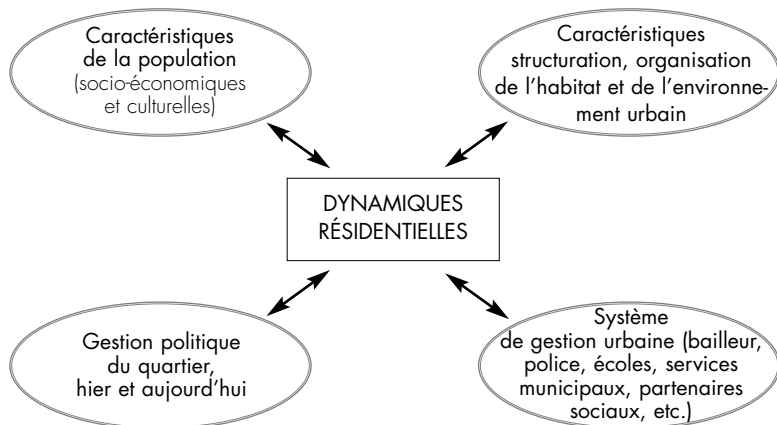 Caractéristiques
de la population
(socio-économiques
et culturelles)
Caractéristiques
structuration, organisation
de l'habitat et de l'environne-
ment urbain
DYNAMIQUES
RÉSIDENTIELLES
Gestion politique
du quartier,
hier et aujourd'hui
Système
de gestion urbaine (bailleur,
police, écoles, services
municipaux, partenaires
sociaux, etc.)